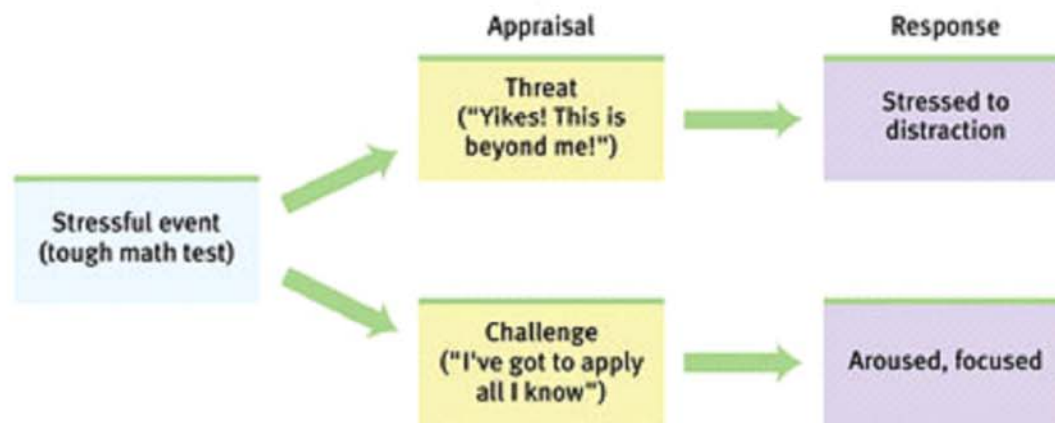 Appraisal
Response
Threat
("Yikes! This is
beyond me!")
Stressed to
distraction
Stressful event
(tough math test)
Challenge
("I've got to apply
all I know")
Aroused, focused